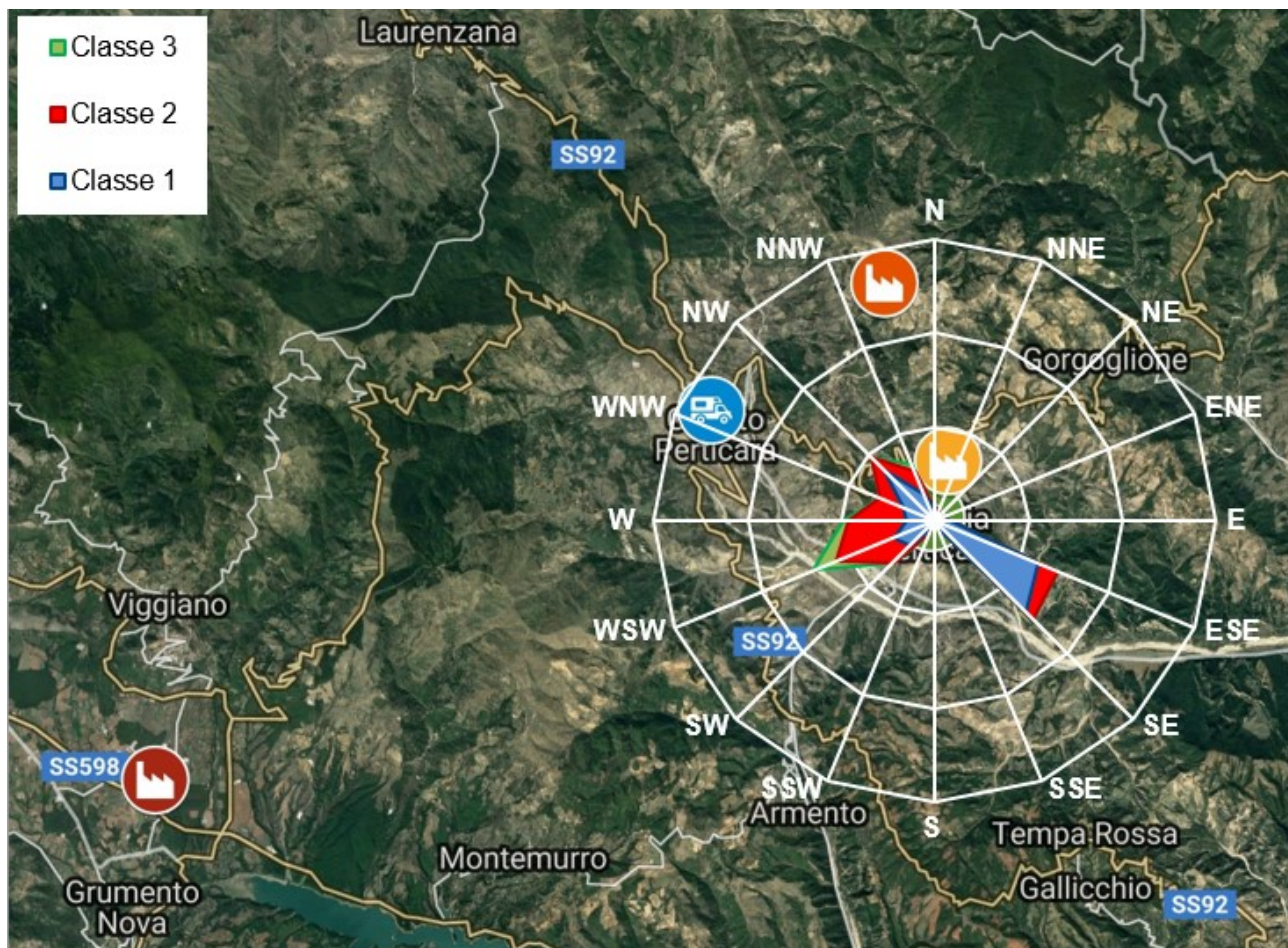 Laurenzana
Classe 3
Classe 2
Classe 1
SS92
N
NNW
NNE
NW
NE
Gorgoglione
WNW
ENE
Perticara
W
E
Viggiano
WSW
ESE
SS92
SW
SE
SS598
SSW
SSE
Armento
S
Tempa Rossa
Montemurro
Gallicchio
Grumento
Nova
SS92